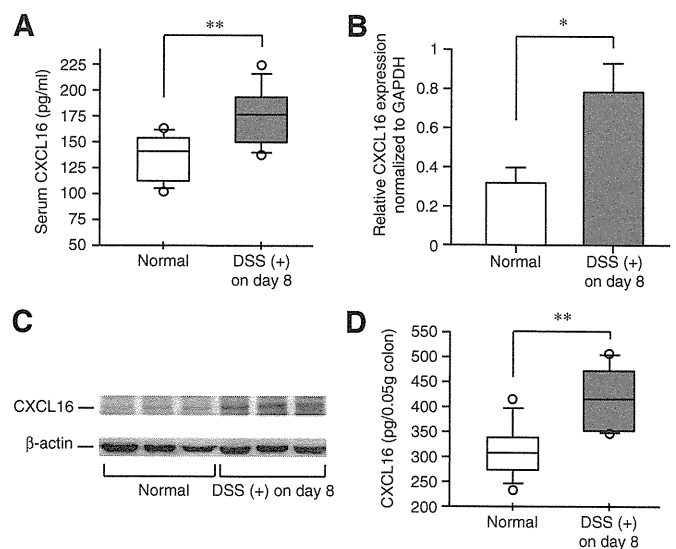 A
**
Serum CXCL16 (pg/ml)
225
200
175
150
125
100
75
50
Normal
DSS (+)
on day 8
B
*
Relative CXCL16 expression
normalized to GAPDH
1
0.8
0.6
0.4
0.2
0
Normal
DSS (+)
on day 8
C
CXCL16
β-actin
Normal
DSS (+) on day 8
D
**
CXCL16 (pg/0.05g colon)
550
500
450
400
350
300
250
200
Normal
DSS (+)
on day 8